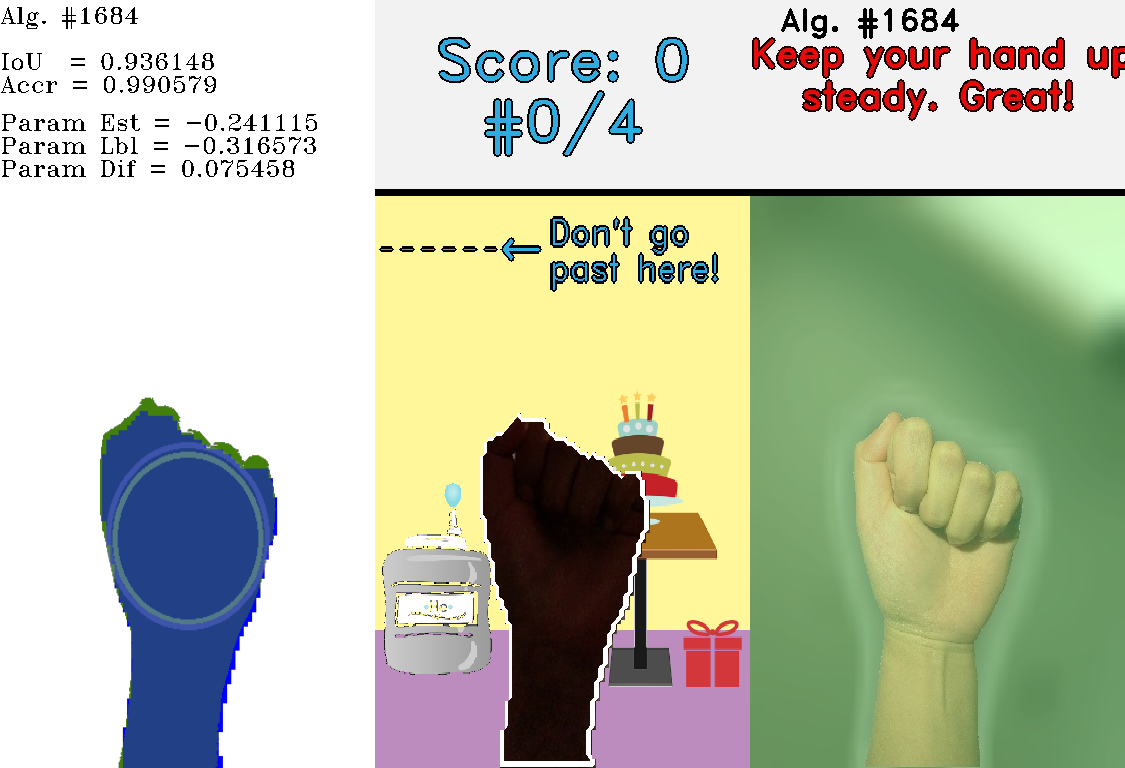 Alg. #1684
IoU = 0.936148
Accr = 0.990579
Param Est = -0.241115
Param Lbl = -0.316573
Param Dif = 0.075458
Score: 0
#0/4
Alg. #1684
Keep your hand up
steady. Great!
Don't go
past here!